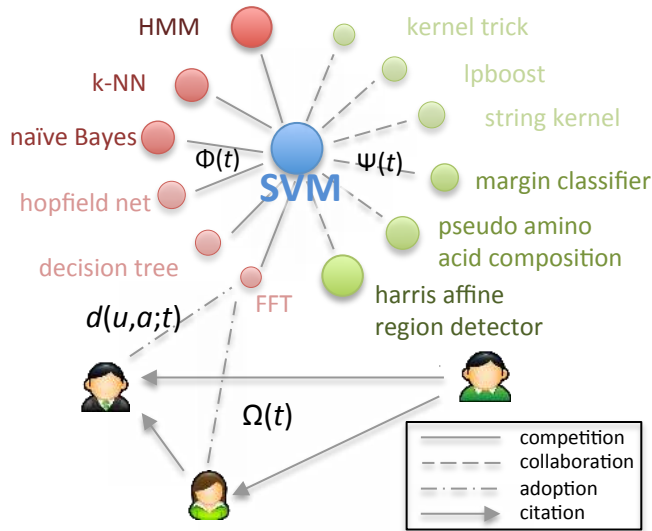 HMM
kernel trick
k-NN
lpboost
string kernel
naïve Bayes
Φ(t)
Ψ(t)
SVM
margin classifier
hopfield net
pseudo amino
acid composition
decision tree
FFT
harris affine
region detector
d(u,a;t)
Ω(t)
competition
collaboration
adoption
citation